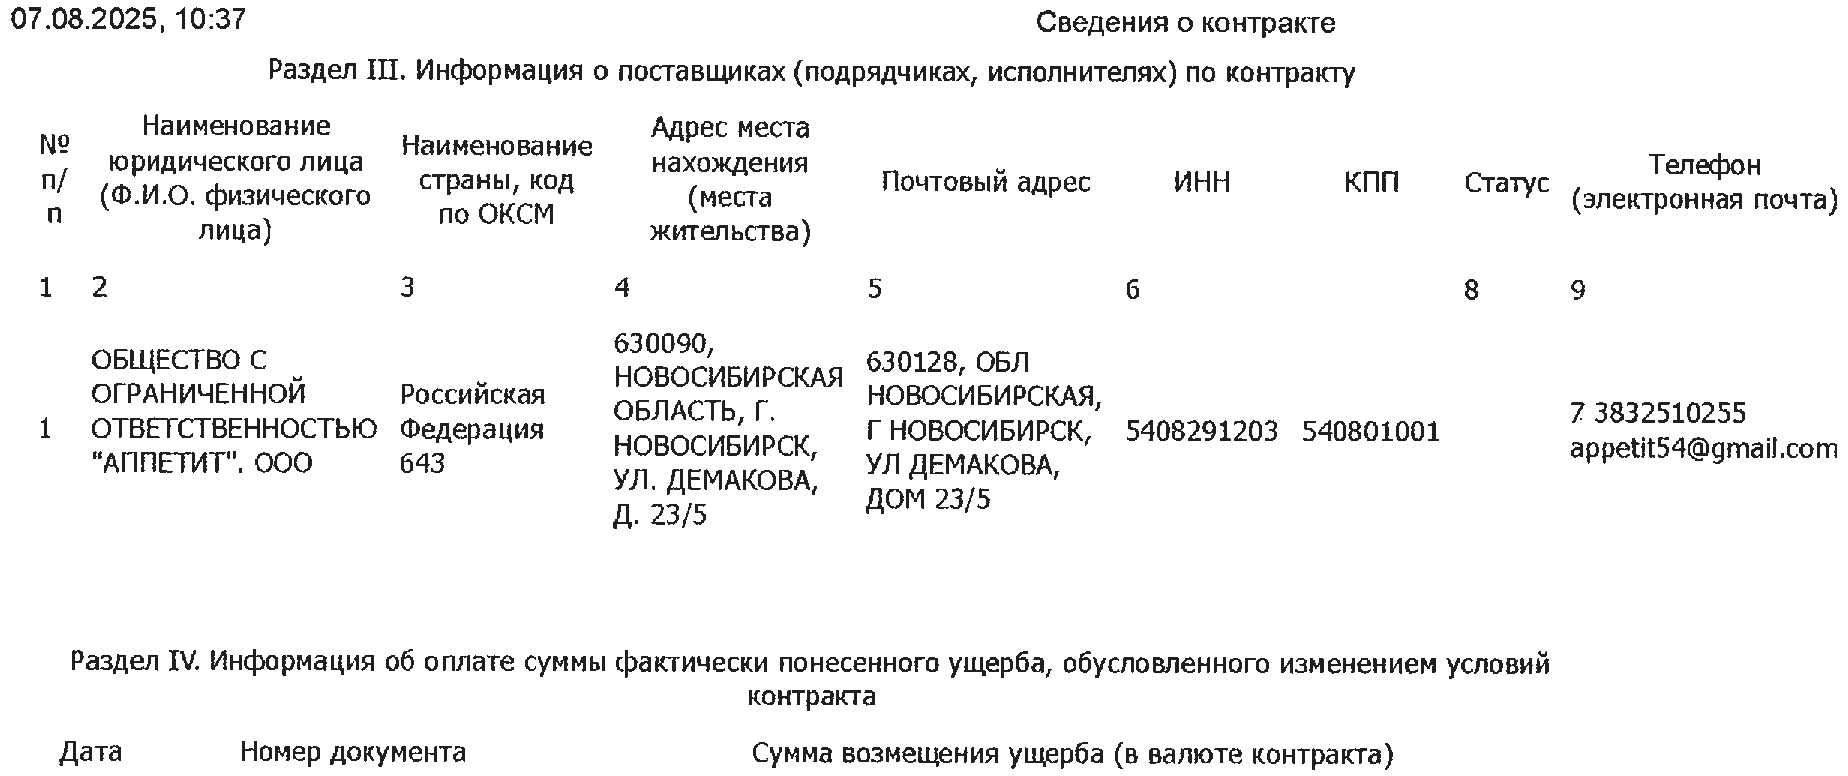 07.08.2025, 10:37 Сведения о контракте
Раздел III. Информация о поставщиках (подрядчиках, исполнителях) по контракту
№ п/п
Наименование
юридического лица
(Ф.И.О. физического
лица)
Наименование
страны, код
по ОКСМ
Адрес места
нахождения
(места
жительства)
Почтовый адрес
ИНН
КПП
Статус
Телефон
(электронная почта)
1 2 3 4 5 6 8 9
1
ОБЩЕСТВО С
ОГРАНИЧЕННОЙ
ОТВЕТСТВЕННОСТЬЮ
"АППЕТИТ". ООО
Российская
Федерация
643
630090,
НОВОСИБИРСКАЯ
ОБЛАСТЬ, Г.
НОВОСИБИРСК,
УЛ. ДЕМАКОВА,
Д. 23/5
630128, ОБЛ
НОВОСИБИРСКАЯ,
Г НОВОСИБИРСК,
УЛ ДЕМАКОВА,
ДОМ 23/5
5408291203
540801001
7 3832510255
appetit54@gmail.com
Раздел IV. Информация об оплате суммы фактически понесенного ущерба, обусловленного изменением условий
контракта
Дата Номер документа Сумма возмещения ущерба (в валюте контракта)